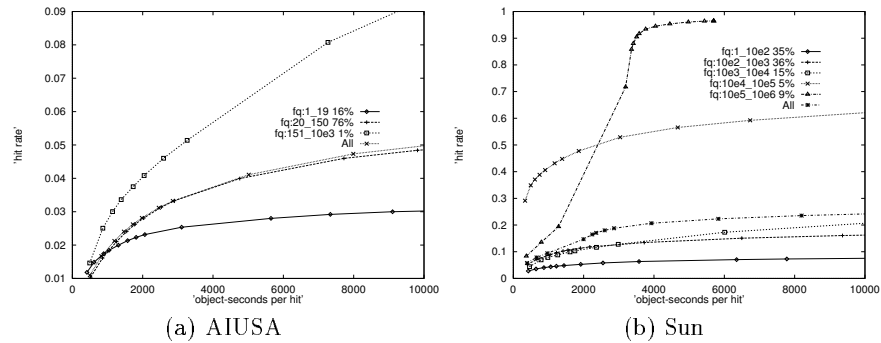 0.09
0.08
0.07
0.06
0.05
0.04
0.03
0.02
0.01
'hit rate'
fq:1_19 16%
fq:20_150 76%
fq:151_10e3 1%
All
0 2000 4000 6000 8000 10000
'object-seconds per hit'
(a) AIUSA
1
0.9
0.8
0.7
0.6
0.5
0.4
0.3
0.2
0.1
0
'hit rate'
fq:1_10e2 35%
fq:10e2_10e3 36%
fq:10e3_10e4 15%
fq:10e4_10e5 5%
fq:10e5_10e6 9%
All
0 2000 4000 6000 8000 10000
'object-seconds per hit'
(b) Sun